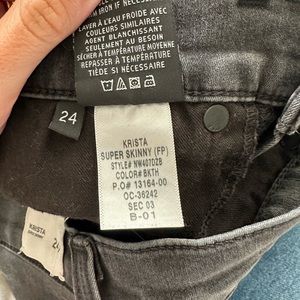 IRON IF NECESSARY
LAVER À L'EAU FROIDE AVEC
COULEURS SIMILAIRES
AGENT BLANCHISSANT
SEULEMENT AU BESOIN
SÉCHER À TEMPÉRATURE MOYENNE
REPASSER À TEMPÉRATURE
TIÈDE SI NÉCESSAIRE
24
KRISTA
SUPER SKINNY (FP)
STYLE# NW407DZB
COLOR# BKTH
P.O# 13164-00
OC-36242
SEC 03
B-01
KRISTA
24